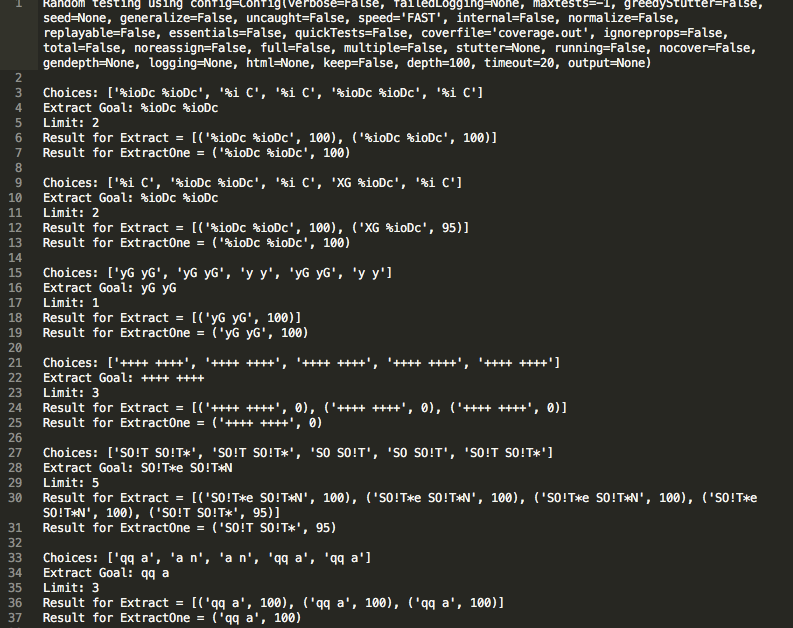 1 Random testing using config=Config(verbose=False, failedLogging=None, maxtests=-1, greedyStutter=False,
seed=None, generalize=False, uncaught=False, speed='FAST', internal=False, normalize=False,
replayable=False, essentials=False, quickTests=False, coverfile='coverage.out', ignoreprops=False,
total=False, noreassign=False, full=False, multiple=False, stutter=None, running=False, nocover=False,
gendepth=None, logging=None, html=None, keep=False, depth=100, timeout=20, output=None)
2
3 Choices: ['%ioDc %ioDc', '%i C', '%i C', '%ioDc %ioDc', '%i C']
4 Extract Goal: %ioDc %ioDc
5 Limit: 2
6 Result for Extract = [('%ioDc %ioDc', 100), ('%ioDc %ioDc', 100)]
7 Result for ExtractOne = ('%ioDc %ioDc', 100)
8
9 Choices: ['%i C', '%ioDc %ioDc', '%i C', 'XG %ioDc', '%i C']
10 Extract Goal: %ioDc %ioDc
11 Limit: 2
12 Result for Extract = [('%ioDc %ioDc', 100), ('XG %ioDc', 95)]
13 Result for ExtractOne = ('%ioDc %ioDc', 100)
14
15 Choices: ['yG yG', 'yG yG', 'y y', 'yG yG', 'y y']
16 Extract Goal: yG yG
17 Limit: 1
18 Result for Extract = [('yG yG', 100)]
19 Result for ExtractOne = ('yG yG', 100)
20
21 Choices: ['++++ ++++', '++++ ++++', '++++ ++++', '++++ ++++', '++++ ++++']
22 Extract Goal: ++++ ++++
23 Limit: 3
24 Result for Extract = [('++++ ++++', 0), ('++++ ++++', 0), ('++++ ++++', 0)]
25 Result for ExtractOne = ('++++ ++++', 0)
26
27 Choices: ['SO!T SO!T*', 'SO!T SO!T*', 'SO SO!T', 'SO SO!T', 'SO!T SO!T*']
28 Extract Goal: SO!T*e SO!T*N
29 Limit: 5
30 Result for Extract = [('SO!T*e SO!T*N', 100), ('SO!T*e SO!T*N', 100), ('SO!T*e SO!T*N', 100), ('SO!T*e
SO!T*N', 100), ('SO!T SO!T*', 95)]
31 Result for ExtractOne = ('SO!T SO!T*', 95)
32
33 Choices: ['qq a', 'a n', 'a n', 'qq a', 'qq a']
34 Extract Goal: qq a
35 Limit: 3
36 Result for Extract = [('qq a', 100), ('qq a', 100), ('qq a', 100)]
37 Result for ExtractOne = ('qq a', 100)